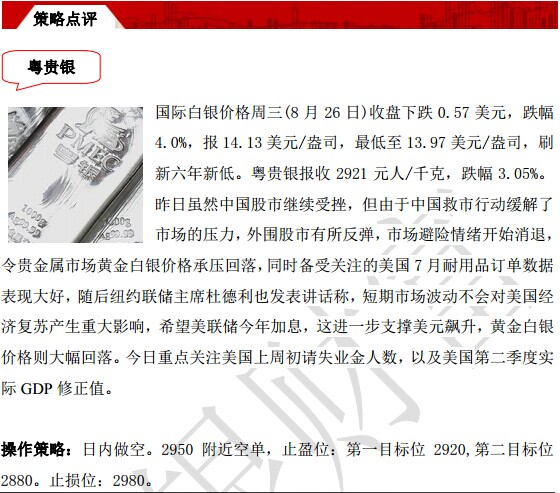 策略点评
粤贵银
PMEC
粤银
1000g
Ag99.99
1000g
Ag99.99
国际白银价格周三(8 月 26 日)收盘下跌 0.57 美元，跌幅
4.0%，报 14.13 美元/盎司，最低至 13.97 美元/盎司，刷
新六年新低。粤贵银报收 2921 元人/千克，跌幅 3.05%。
昨日虽然中国股市继续受挫，但由于中国救市行动缓解了
市场的压力，外围股市有所反弹，市场避险情绪开始消退，
令贵金属市场黄金白银价格承压回落，同时备受关注的美国 7 月耐用品订单数据
表现大好，随后纽约联储主席杜德利也发表讲话称，短期市场波动不会对美国经
济复苏产生重大影响，希望美联储今年加息，这进一步支撑美元飙升，黄金白银
价格则大幅回落。今日重点关注美国上周初请失业金人数，以及美国第二季度实
际 GDP 修正值。
操作策略：日内做空。2950 附近空单，止盈位：第一目标位 2920,第二目标位
2880。止损位：2980。